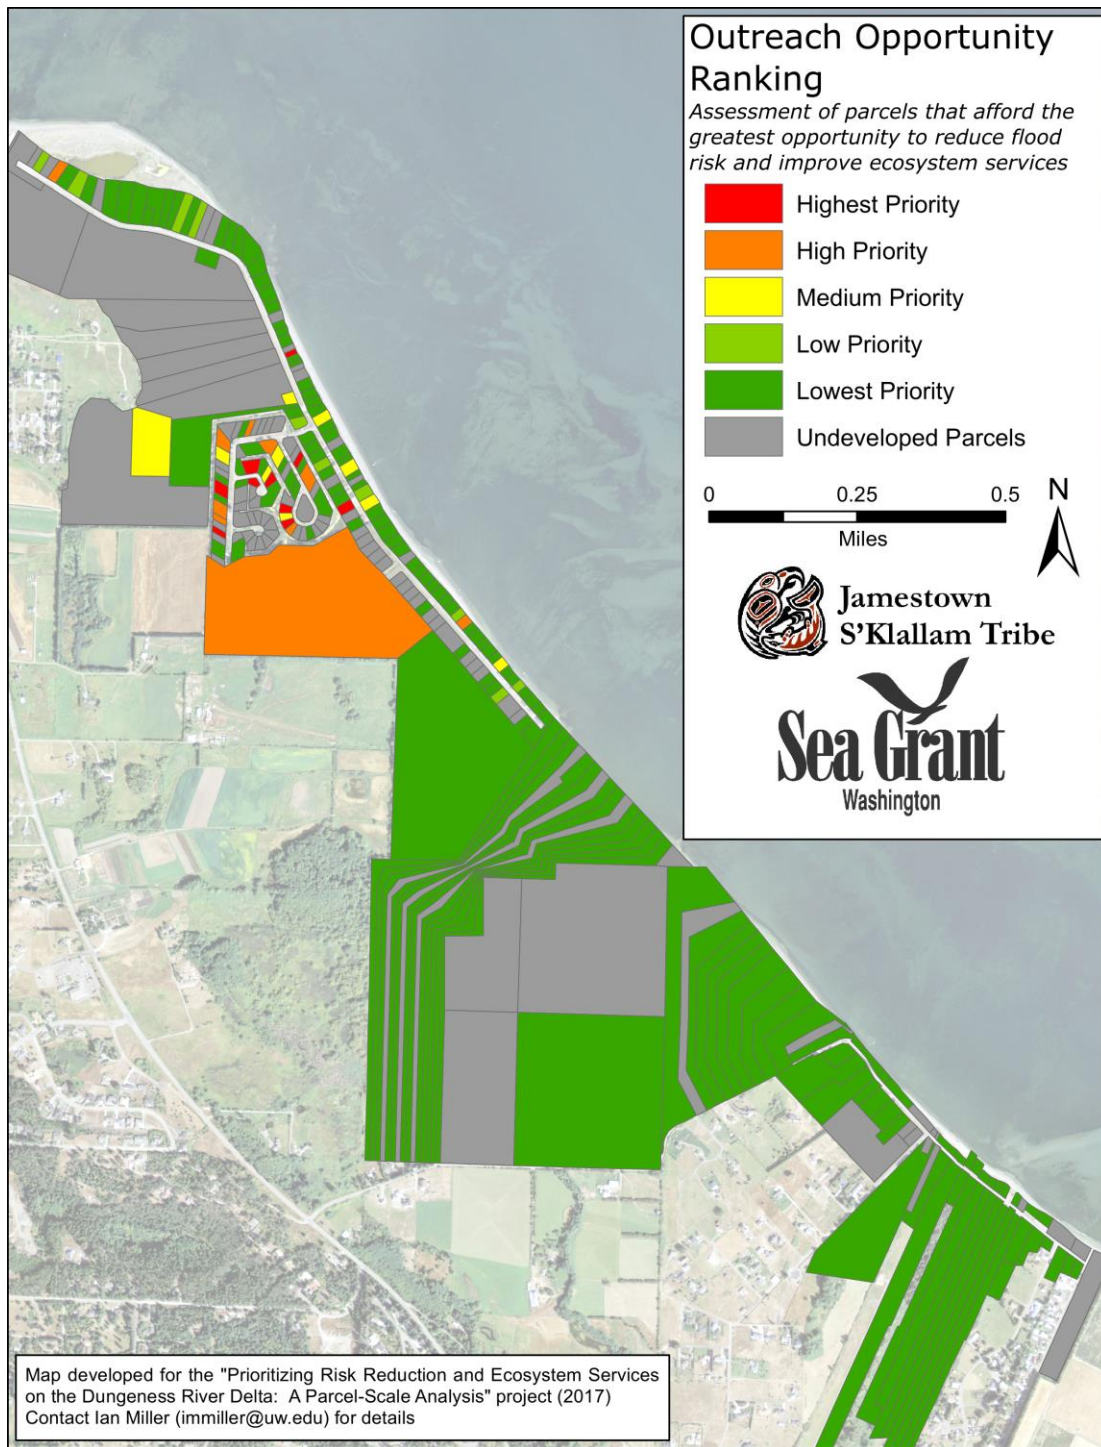 Outreach Opportunity
Ranking
Assessment of parcels that afford the
greatest opportunity to reduce flood
risk and improve ecosystem services
Highest Priority
High Priority
Medium Priority
Low Priority
Lowest Priority
Undeveloped Parcels
0 0.25 0.5
Miles
N
Jamestown
S'Klallam Tribe
Sea Grant
Washington
Map developed for the "Prioritizing Risk Reduction and Ecosystem Services
on the Dungeness River Delta: A Parcel-Scale Analysis" project (2017)
Contact Ian Miller (immiller@uw.edu) for details